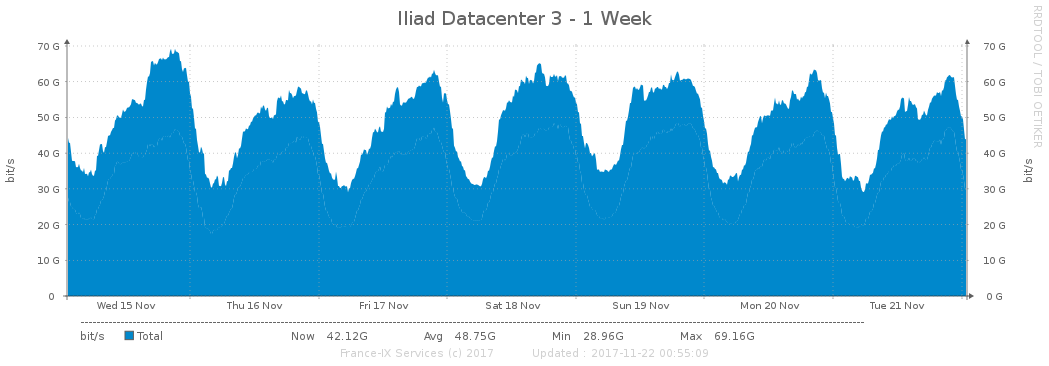 Iliad Datacenter 3 - 1 Week
RRDTOOL / TOBI OETIKER
bit/s
70 G 70 G
60 G 60 G
50 G 50 G
40 G 40 G
30 G 30 G
20 G 20 G
10 G 10 G
0 0 G
bit/s
Wed 15 Nov Thu 16 Nov Fri 17 Nov Sat 18 Nov Sun 19 Nov Mon 20 Nov Tue 21 Nov
bit/s Total Now 42.12G Avg 48.75G Min 28.96G Max 69.16G
France-IX Services (c) 2017 Updated : 2017-11-22 00:55:09